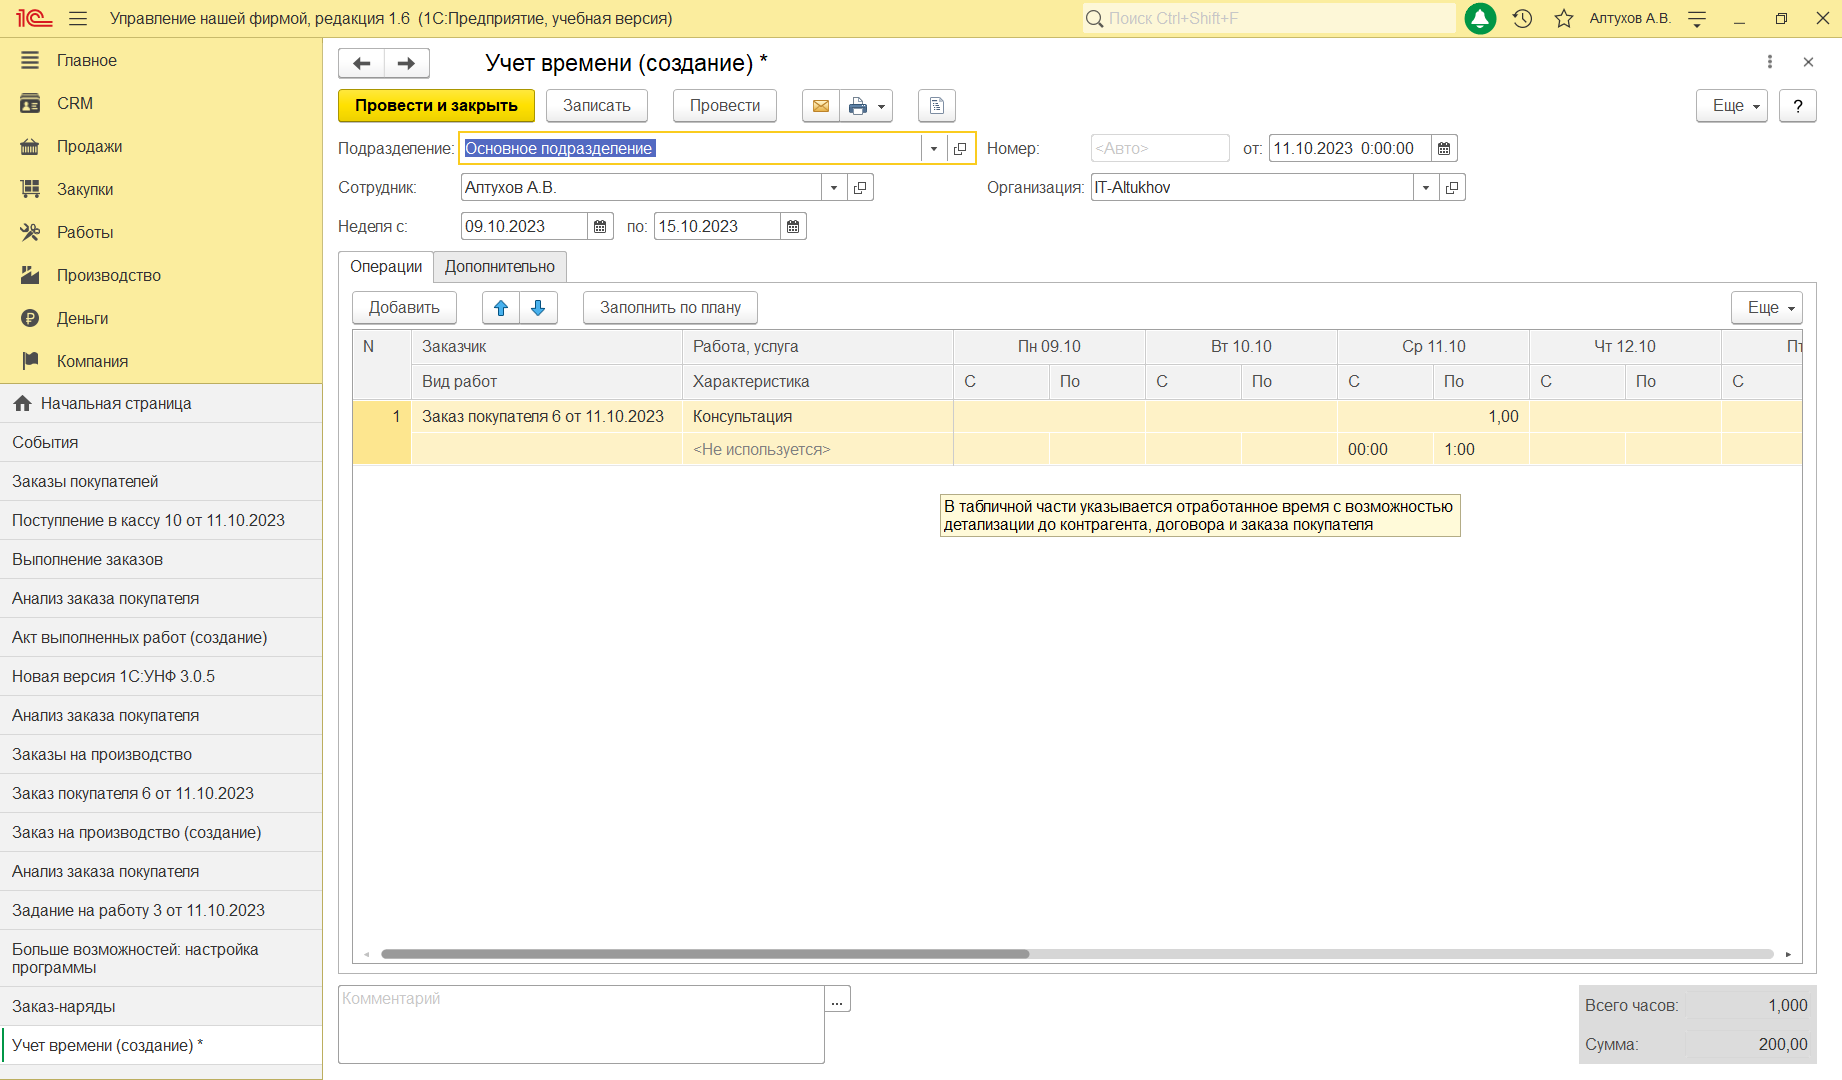 1С Управление нашей фирмой, редакция 1.6 (1С:Предприятие, учебная версия)
Поиск Ctrl+Shift+F
Алтухов А.В.
Главное
CRM
Продажи
Закупки
Работы
Производство
Деньги
Компания
Начальная страница
События
Заказы покупателей
Поступление в кассу 10 от 11.10.2023
Выполнение заказов
Анализ заказа покупателя
Акт выполненных работ (создание)
Новая версия 1С:УНФ 3.0.5
Анализ заказа покупателя
Заказы на производство
Заказ покупателя 6 от 11.10.2023
Заказ на производство (создание)
Анализ заказа покупателя
Задание на работу 3 от 11.10.2023
Больше возможностей: настройка
программы
Заказ-наряды
Учет времени (создание) *
Учет времени (создание) *
Провести и закрыть Записать Провести Еще ?
Подразделение: Основное подразделение Номер: <Авто> от: 11.10.2023 0:00:00
Сотрудник: Алтухов А.В. Организация: IT-Altukhov
Неделя с: 09.10.2023 по: 15.10.2023
Операции Дополнительно
Добавить Заполнить по плану Еще
N Заказчик Работа, услуга Пн 09.10 Вт 10.10 Ср 11.10 Чт 12.10 Пт
Вид работ Характеристика С По С По С По С По С
1 Заказ покупателя 6 от 11.10.2023 Консультация 1,00
<Не используется> 00:00 1:00
В табличной части указывается отработанное время с возможностью
детализации до контрагента, договора и заказа покупателя
Комментарий ...
Всего часов: 1,000
Сумма: 200,00